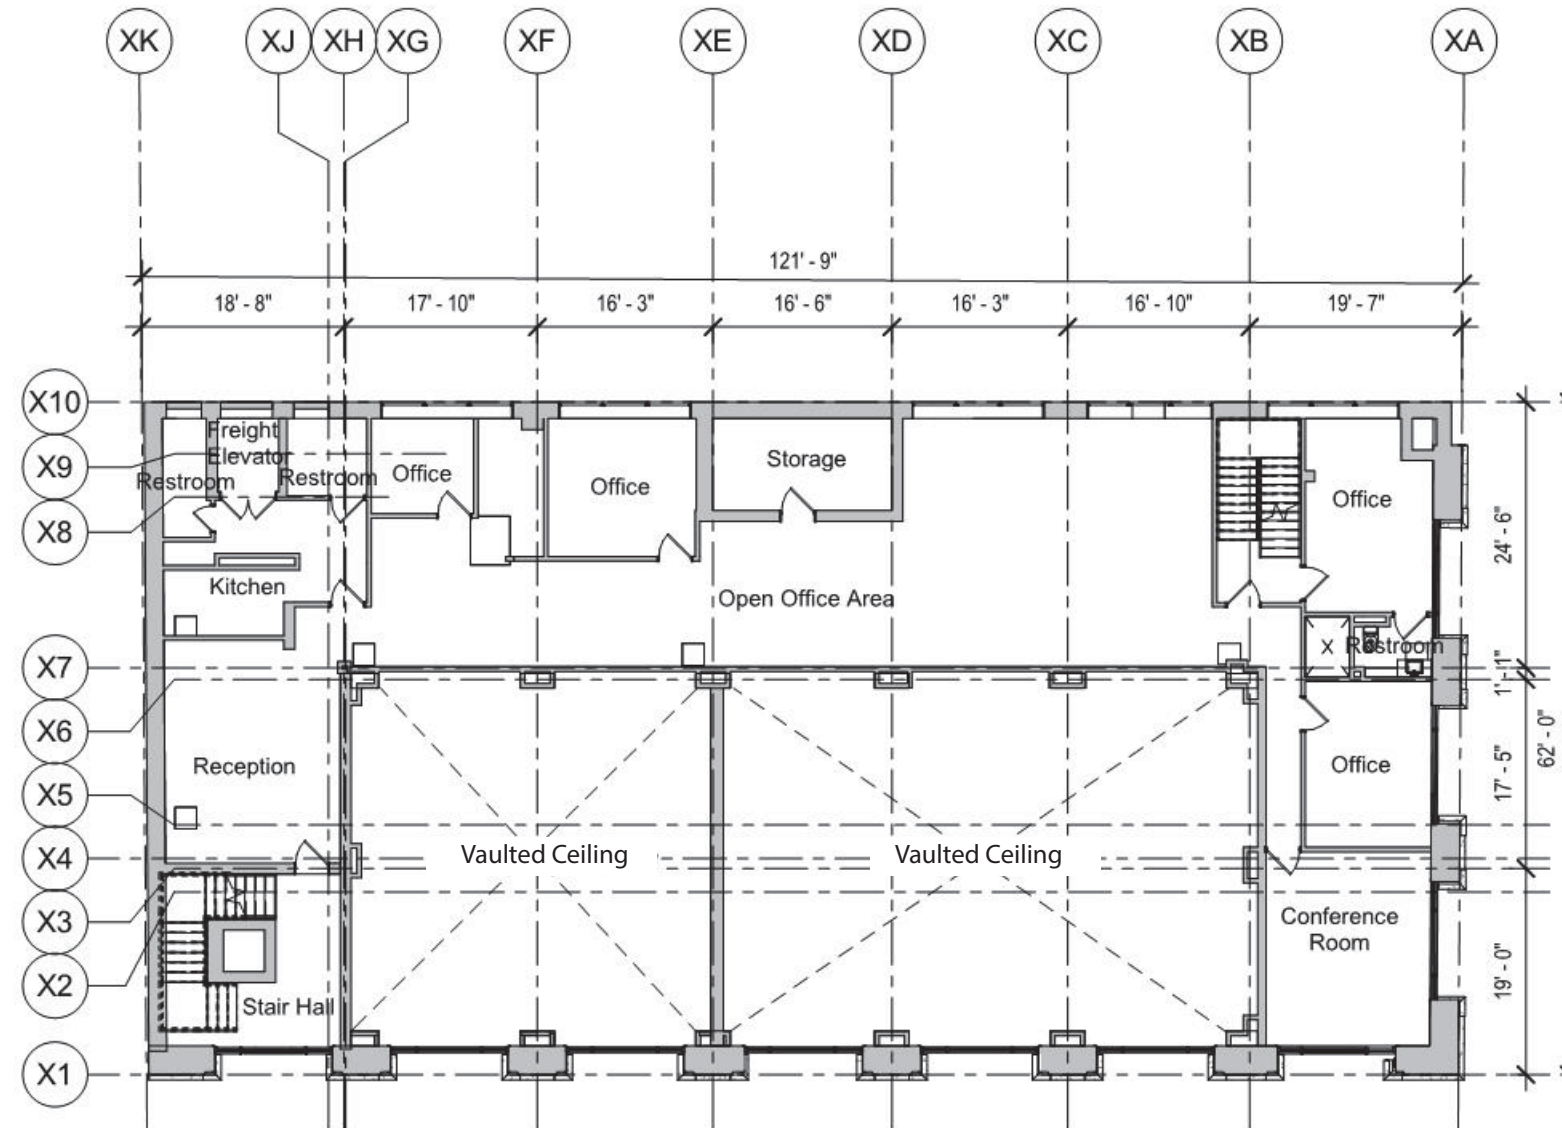 XK XJ XH XG XF XE XD XC XB XA
121' - 9"
18' - 8" 17' - 10" 16' - 3" 16' - 6" 16' - 3" 16' - 10" 19' - 7"
X10
X9
X8
X7
X6
X5
X4
X3
X2
X1
Freight
Elevator
Restroom
Restroom
Office
Office
Storage
Office
Kitchen
Open Office Area
X
Restroom
Reception
Office
Vaulted Ceiling
Vaulted Ceiling
Conference
Room
Stair Hall
24' - 6"
1' - 1"
17' - 5"
62' - 0"
19' - 0"